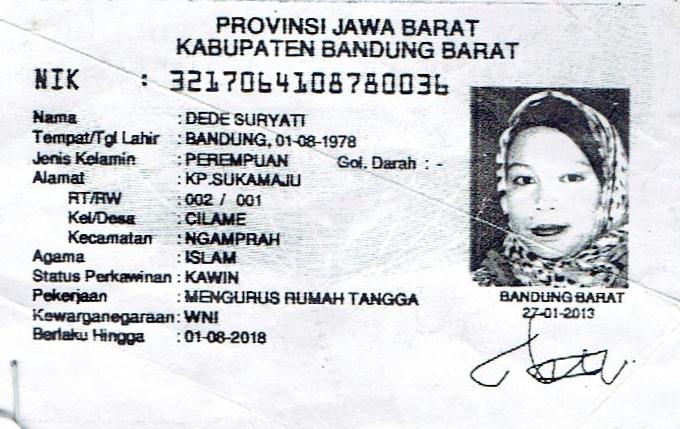 PROVINSI JAWA BARAT
KABUPATEN BANDUNG BARAT
NIK : 3217064108780036
Nama : DEDE SURYATI
Tempat/Tgl Lahir : BANDUNG, 01-08-1978
Jenis Kelamin : PEREMPUAN Gol. Darah : -
Alamat : KP.SUKAMAJU
RT/RW : 002 / 001
Kel/Desa : CILAME
Kecamatan : NGAMPRAH
Agama : ISLAM
Status Perkawinan : KAWIN
Pekerjaan : MENGURUS RUMAH TANGGA
Kewarganegaraan : WNI
Berlaku Hingga : 01-08-2018
BANDUNG BARAT
27-01-2013